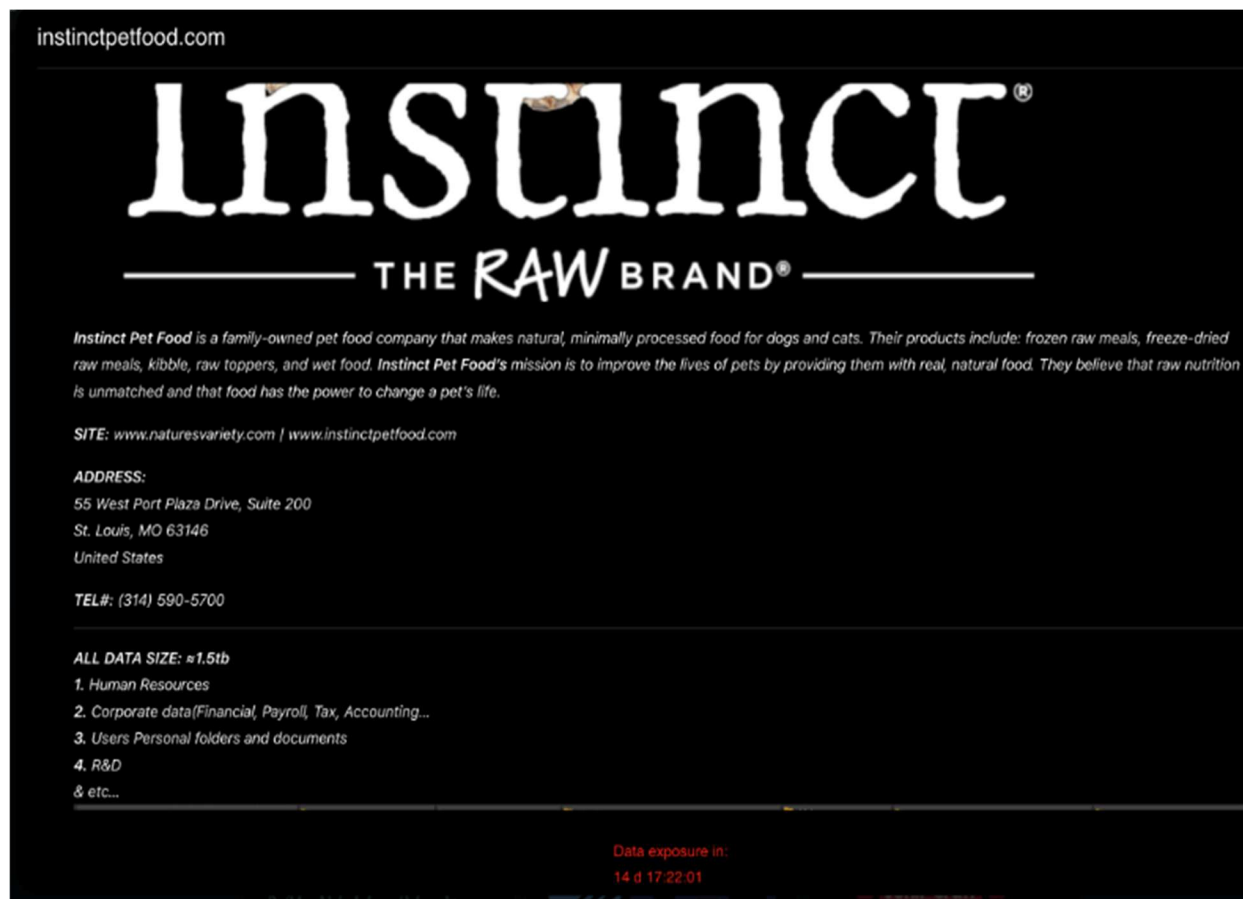 instinctpetfood.com
instinct®
THE RAW BRAND®
Instinct Pet Food is a family-owned pet food company that makes natural, minimally processed food for dogs and cats. Their products include: frozen raw meals, freeze-dried
raw meals, kibble, raw toppers, and wet food. Instinct Pet Food's mission is to improve the lives of pets by providing them with real, natural food. They believe that raw nutrition
is unmatched and that food has the power to change a pet's life.
SITE: www.naturesvariety.com | www.instinctpetfood.com
ADDRESS:
55 West Port Plaza Drive, Suite 200
St. Louis, MO 63146
United States
TEL#: (314) 590-5700
ALL DATA SIZE: ≈1.5tb
1. Human Resources
2. Corporate data(Financial, Payroll, Tax, Accounting...
3. Users Personal folders and documents
4. R&D
& etc...
Data exposure in:
14 d 17:22:01